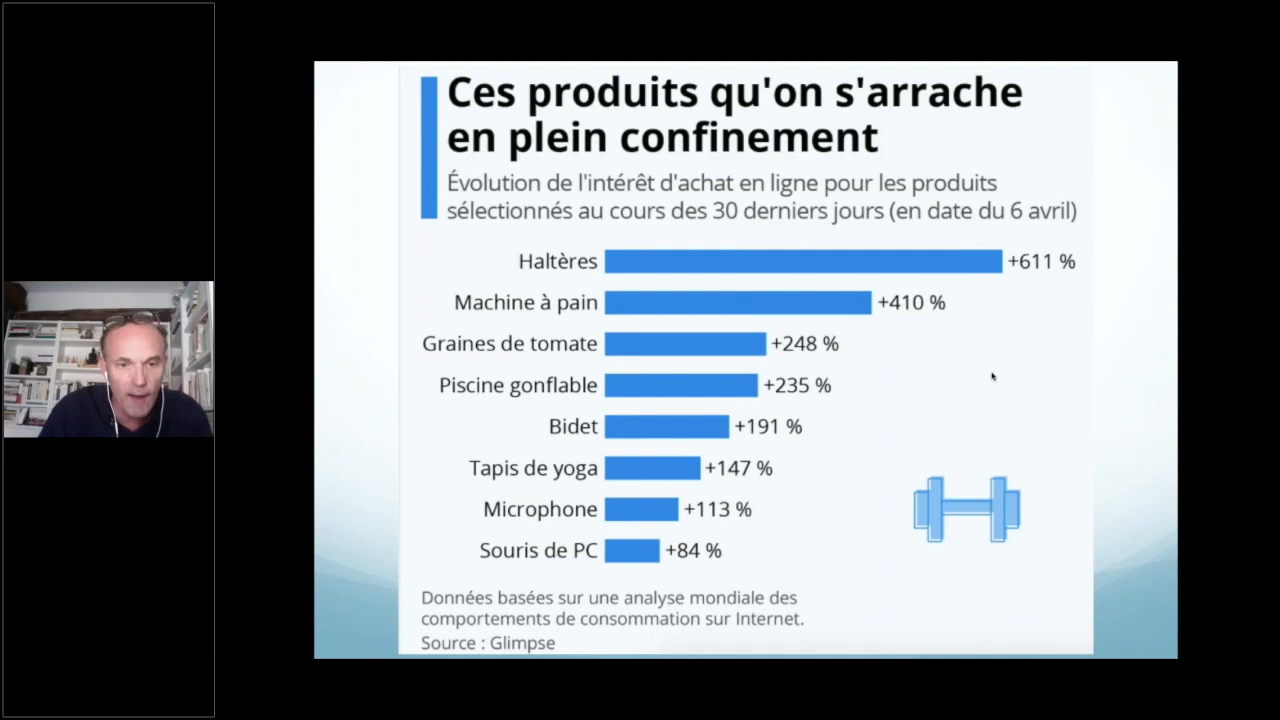 Ces produits qu'on s'arrache
en plein confinement
Évolution de l'intérêt d'achat en ligne pour les produits
sélectionnés au cours des 30 derniers jours (en date du 6 avril)
Haltères +611 %
Machine à pain +410 %
Graines de tomate +248 %
Piscine gonflable +235 %
Bidet +191 %
Tapis de yoga +147 %
Microphone +113 %
Souris de PC +84 %
Données basées sur une analyse mondiale des
comportements de consommation sur Internet.
Source : Glimpse